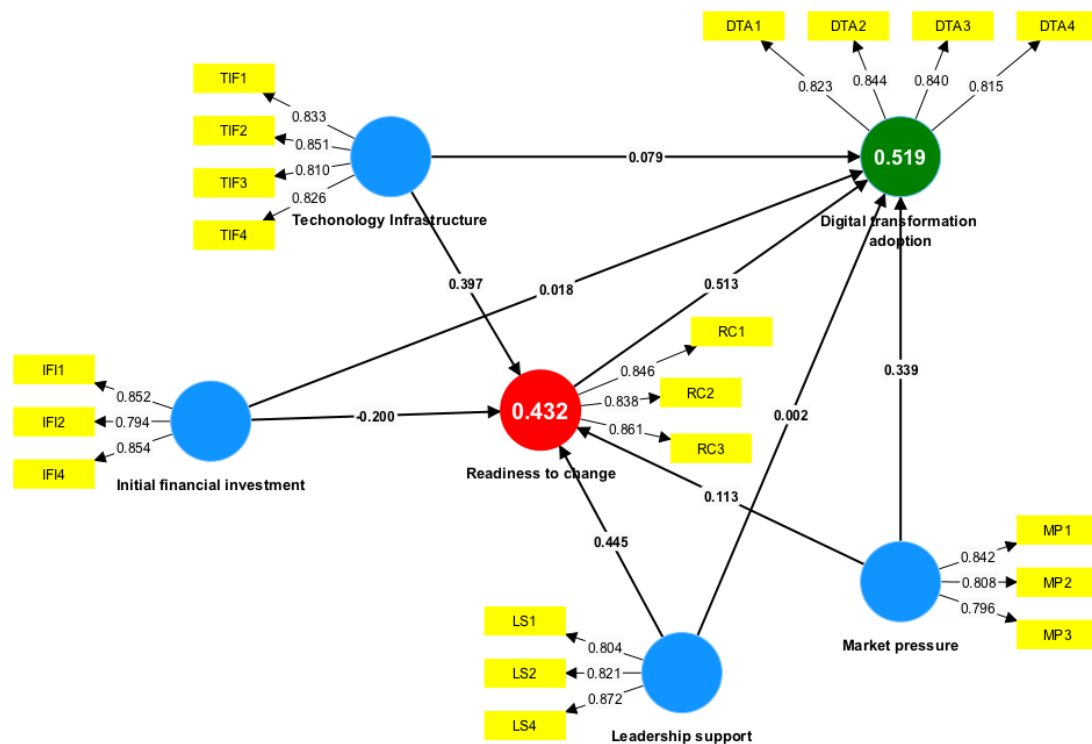 DTA1
DTA2
DTA3
DTA4
0.823
0.844
0.840
0.815
TIF1
TIF2
TIF3
TIF4
0.833
0.851
0.810
0.826
Techonology Infrastructure
0.079
0.519
Digital transformation
adoption
0.397
0.018
0.513
IFI1
IFI2
IFI4
0.852
0.794
0.854
Initial financial investment
-0.200
0.432
Readiness to change
RC1
RC2
RC3
0.846
0.838
0.861
0.339
0.002
0.113
0.445
MP1
MP2
MP3
0.842
0.808
0.796
Market pressure
LS1
LS2
LS4
0.804
0.821
0.872
Leadership support